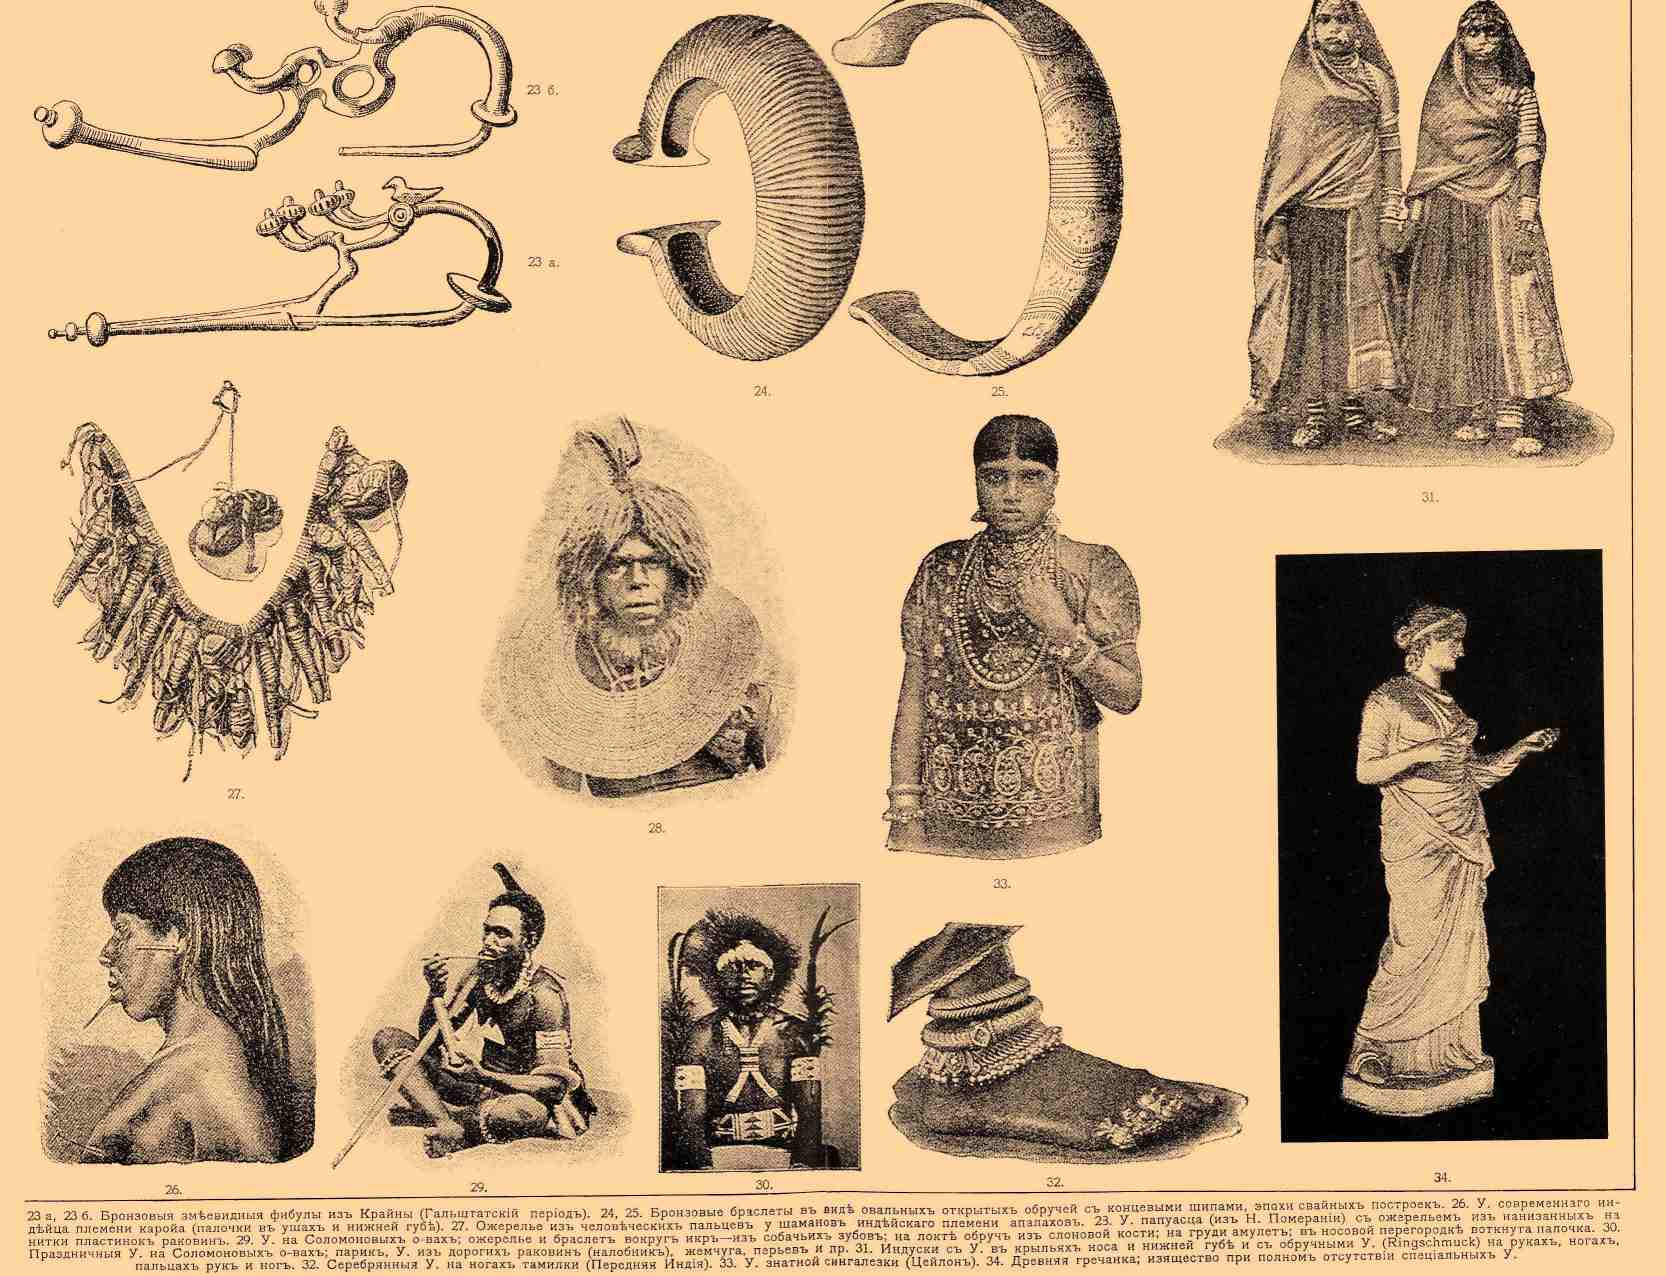 23 б.
23 а.
24.
25.
31.
27.
28.
33.
26.
29.
30.
32.
34.
23 а, 23 б. Бронзовыя змѣевидныя фибулы изъ Крайны (Гальштатскій періодъ). 24, 25. Бронзовые браслеты въ видѣ овальныхъ открытыхъ обручей съ концевыми шипами, эпохи свайныхъ построекъ. 26. У. современнаго ин-
дѣйца племени каройа (палочки въ ушахъ и нижней губѣ). 27. Ожерелье изъ человѣческихъ пальцевъ у шамановъ индѣйскаго племени апалаховъ. 23. У. папуасца (изъ Н. Помераніи) съ ожерельемъ изъ нанизанныхъ на
нитки пластинокъ раковинъ. 29. У. на Соломоновыхъ о-вахъ; ожерелье и браслетъ вокругъ икръ—изъ собачьихъ зубовъ; на локтѣ обручъ изъ слоновой кости; на груди амулетъ; въ носовой перегородкѣ воткнута палочка. 30.
Праздничныя У. на Соломоновыхъ о-вахъ; парикъ, У. изъ дорогихъ раковинъ (налобникъ), жемчуга, перьевъ и пр. 31. Индуски съ У. въ крыльяхъ носа и нижней губѣ и съ обручными У. (Ringschmuck) на рукахъ, ногахъ,
пальцахъ рукъ и ногъ. 32. Серебрянныя У. на ногахъ тамилки (Передняя Индія). 33. У. знатной сингалезки (Цейлонъ). 34. Древняя гречанка; изящество при полномъ отсутствіи спеціальныхъ У.